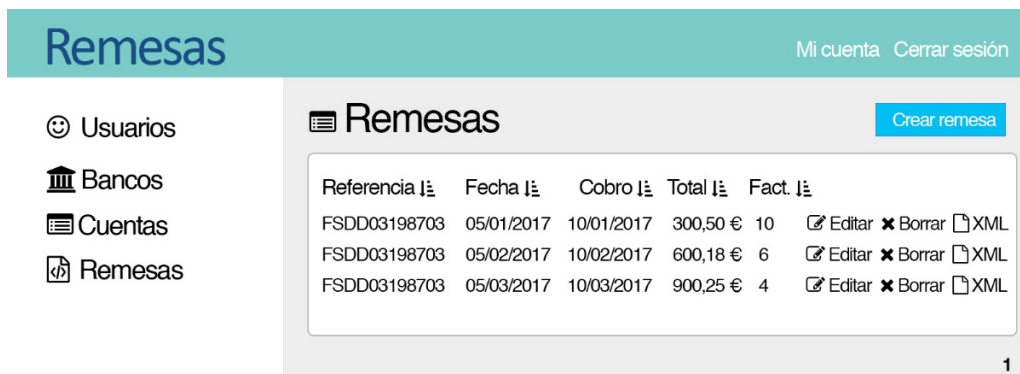 Remesas
Mi cuenta Cerrar sesión
Usuarios
Bancos
Cuentas
Remesas
Remesas
Crear remesa
Referencia Fecha Cobro Total Fact.
FSDD03198703 05/01/2017 10/01/2017 300,50 € 10 Editar Borrar XML
FSDD03198703 05/02/2017 10/02/2017 600,18 € 6 Editar Borrar XML
FSDD03198703 05/03/2017 10/03/2017 900,25 € 4 Editar Borrar XML
1